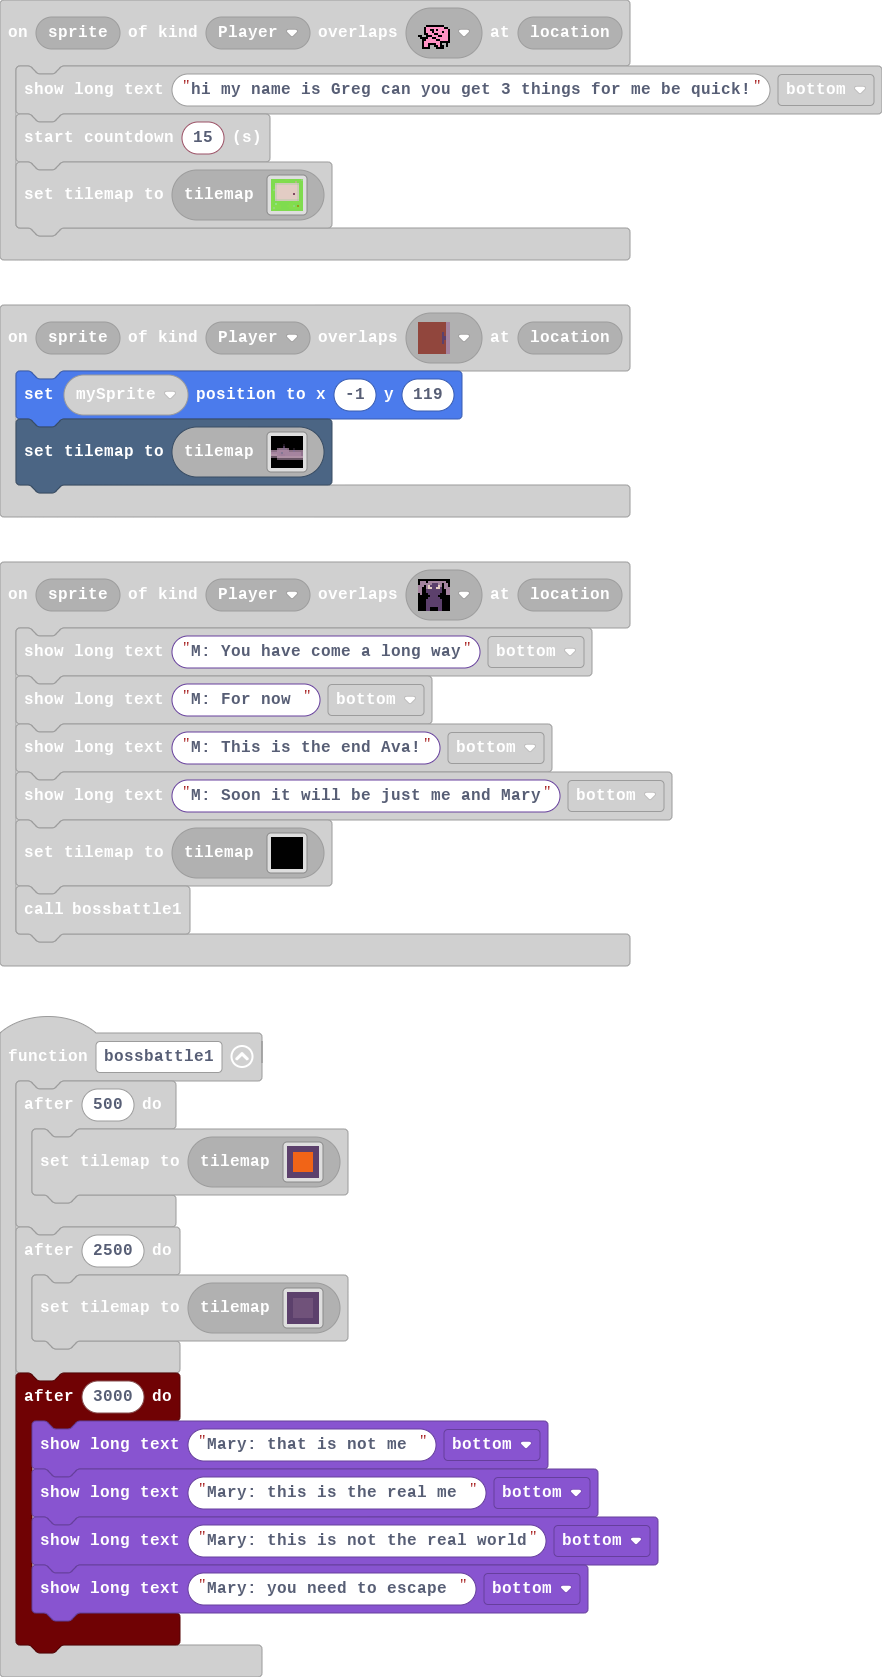 on sprite of kind Player overlaps at location
show long text "hi my name is Greg can you get 3 things for me be quick!" bottom
start countdown 15 (s)
set tilemap to tilemap
on sprite of kind Player overlaps at location
set mySprite position to x -1 y 119
set tilemap to tilemap
on sprite of kind Player overlaps at location
show long text "M: You have come a long way" bottom
show long text "M: For now " bottom
show long text "M: This is the end Ava!" bottom
show long text "M: Soon it will be just me and Mary" bottom
set tilemap to tilemap
call bossbattle1
function bossbattle1
after 500 do
set tilemap to tilemap
after 2500 do
set tilemap to tilemap
after 3000 do
show long text "Mary: that is not me " bottom
show long text "Mary: this is the real me " bottom
show long text "Mary: this is not the real world" bottom
show long text "Mary: you need to escape " bottom